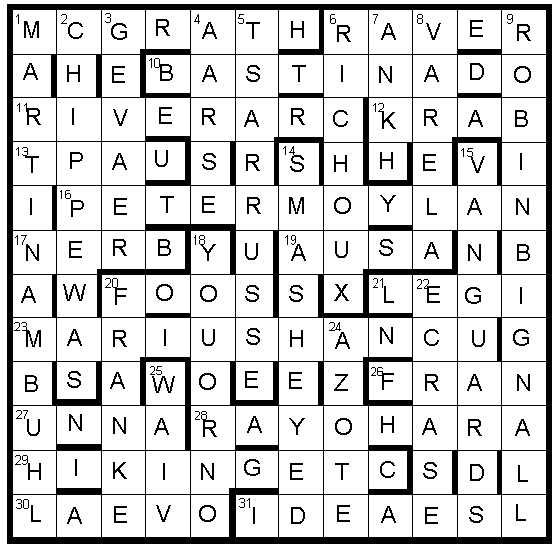 1M 2C 3G R 4A 5T H 6R 7A 8V E 9R
A H E 10B A S T I N A D O
11R I V E R A R C 12K R A B
13T P A U S R 14S H H E 15V I
I 16P E T E R M O Y L A N
17N E R B 18Y U 19A U S A N B
A W 20F O O S S X 21L 22E G I
23M A R I U S H 24A N C U G
B S A 25W O E E Z 26F R A N
27U N N A 28R A Y O H A R A
29H I K I N G E T C S D L
30L A E V O 31I D E A E S L